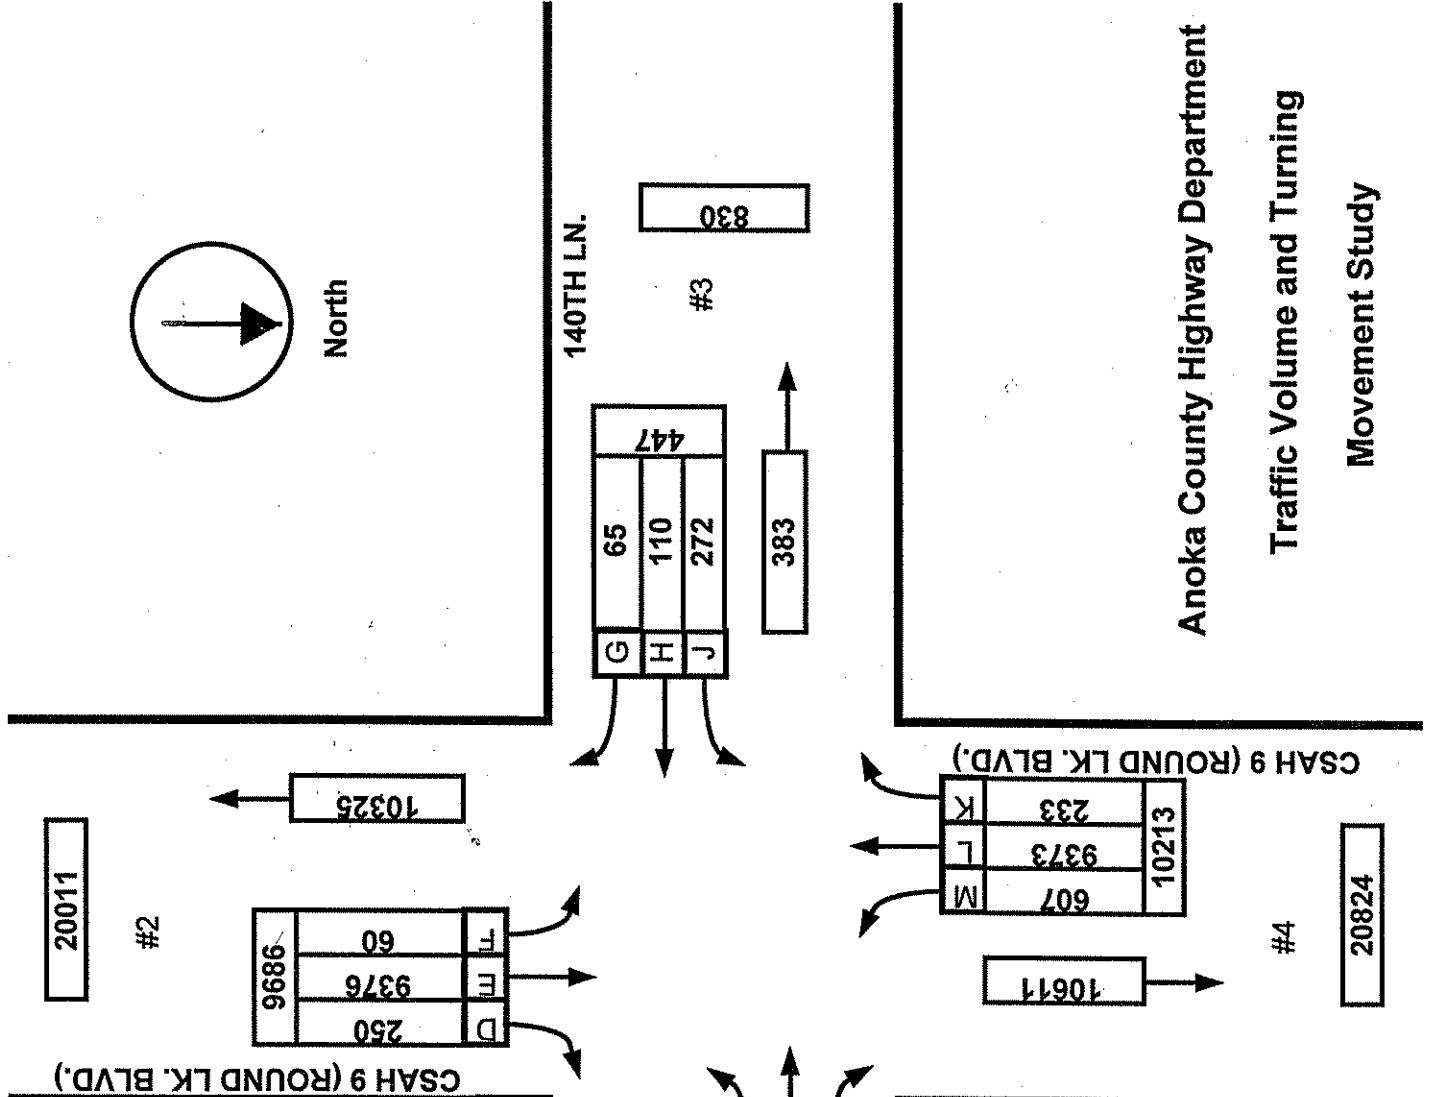 North
140TH LN.
#3
830
447
G 65
H 110
J 272
383
20011
#2
10325
9686
D 250
E 9376
F 60
CSAH 9 (ROUND LK. BLVD.)
CSAH 9 (ROUND LK. BLVD.)
K 233
L 9373
M 607
10213
10611
#4
20824
Anoka County Highway Department
Traffic Volume and Turning
Movement Study